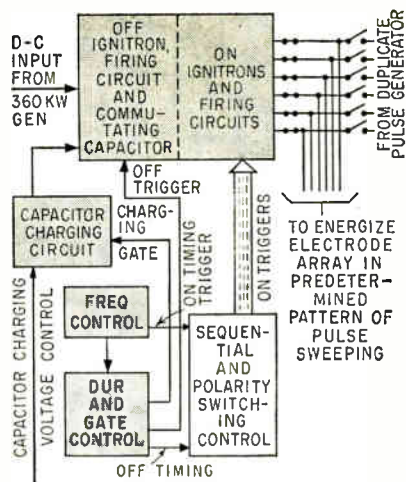 D-C
INPUT
FROM
360 KW
GEN
OFF
IGNITRON,
FIRING
CIRCUIT
AND
COMMU-
TATING
CAPACITOR
ON
IGNITRONS
AND FIRING
CIRCUITS
FROM DUPLICATE
PULSE GENERATOR
OFF
TRIGGER
CAPACITOR
CHARGING
CIRCUIT
CHARG-
ING
GATE
ON TIMING
TRIGGER
ON TRIGGERS
TO ENERGIZE
ELECTRODE
ARRAY IN
PREDETER-
MINED
PATTERN OF
PULSE
SWEEPING
CAPACITOR CHARGING
VOLTAGE CONTROL
FREQ
CONTROL
DUR
AND
GATE
CONTROL
SEQUEN-
TIAL
AND
POLARITY
SWITCH-
ING
CONTROL
OFF TIMING